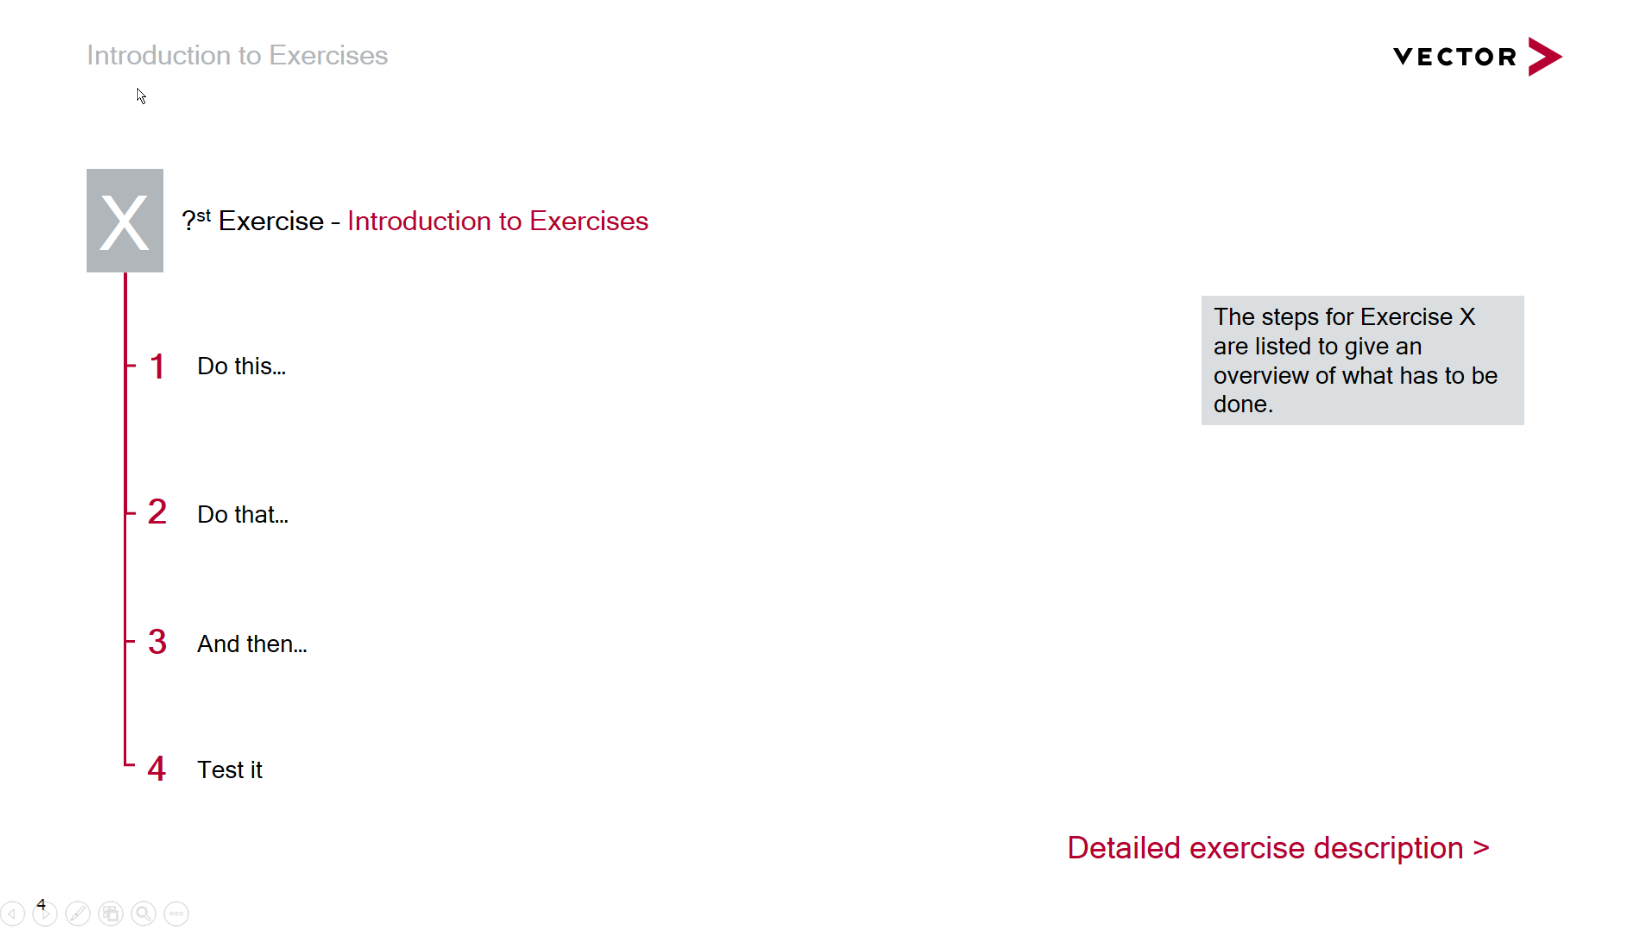 Introduction to Exercises
VECTOR
X
?st Exercise - Introduction to Exercises
The steps for Exercise X
are listed to give an
overview of what has to be
done.
1 Do this...
2 Do that...
3 And then...
4 Test it
Detailed exercise description >
4